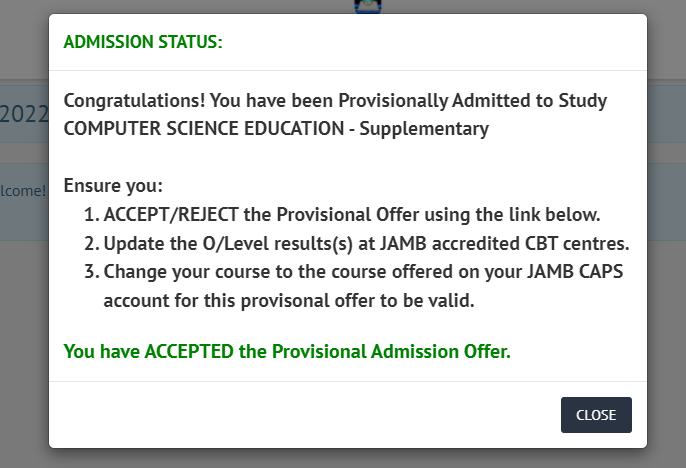 ADMISSION STATUS:
Congratulations! You have been Provisionally Admitted to Study
COMPUTER SCIENCE EDUCATION - Supplementary
2022
lcome!
Ensure you:
1. ACCEPT/REJECT the Provisional Offer using the link below.
2. Update the O/Level results(s) at JAMB accredited CBT centres.
3. Change your course to the course offered on your JAMB CAPS
account for this provisonal offer to be valid.
You have ACCEPTED the Provisional Admission Offer.
CLOSE